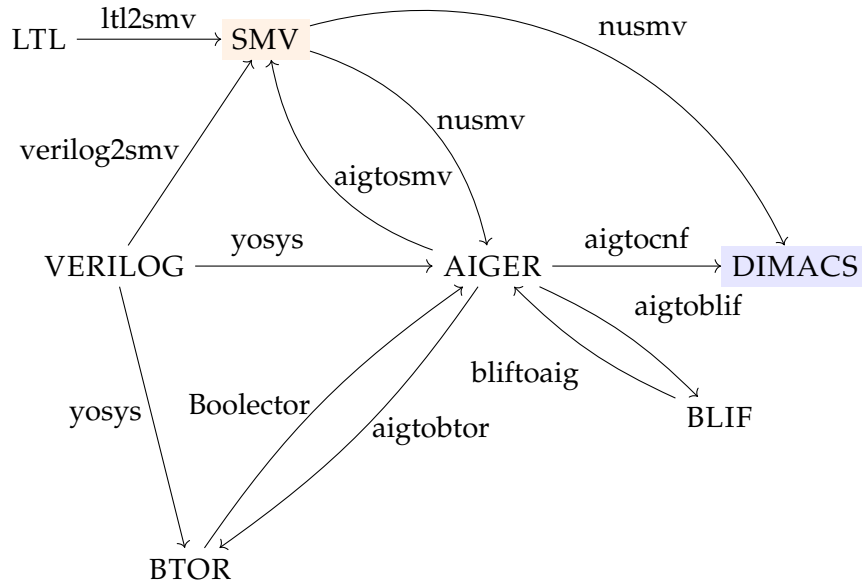 ltl2smv
nusmv
LTL
SMV
nusmv
verilog2smv
aigtosmv
yosys
aigtocnf
VERILOG
AIGER
DIMACS
aigtoblif
bliftoaig
Boolector
yosys
aigtobtor
BLIF
BTOR